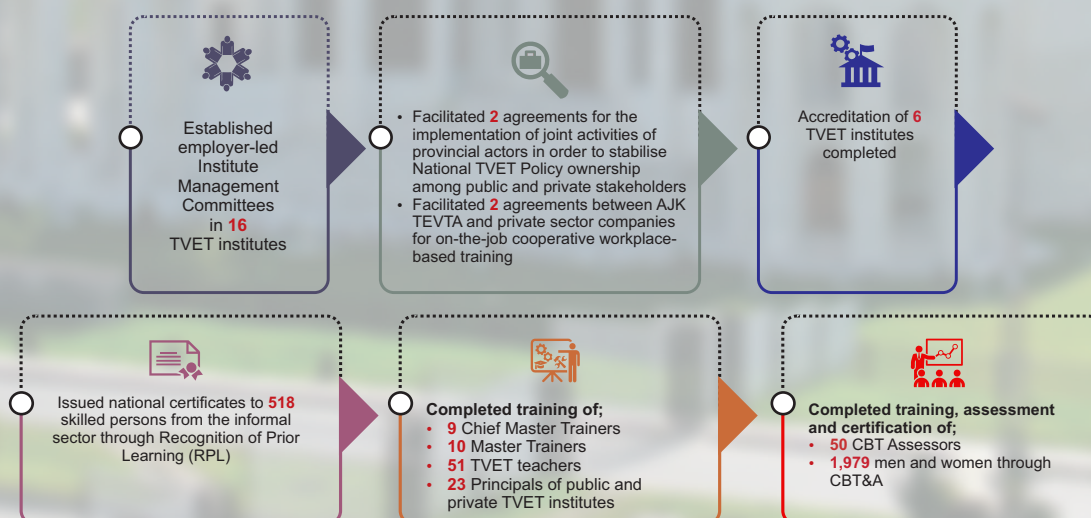 Established
employer-led
Institute
Management
Committees
in 16
TVET institutes
• Facilitated 2 agreements for the
implementation of joint activities of
provincial actors in order to stabilise
National TVET Policy ownership
among public and private stakeholders
• Facilitated 2 agreements between AJK
TEVTA and private sector companies
for on-the-job cooperative workplace-
based training
Accreditation of 6
TVET institutes
completed
Issued national certificates to 518
skilled persons from the informal
sector through Recognition of Prior
Learning (RPL)
Completed training of;
• 9 Chief Master Trainers
• 10 Master Trainers
• 51 TVET teachers
• 23 Principals of public and
private TVET institutes
Completed training, assessment
and certification of;
• 50 CBT Assessors
• 1,979 men and women through
CBT&A